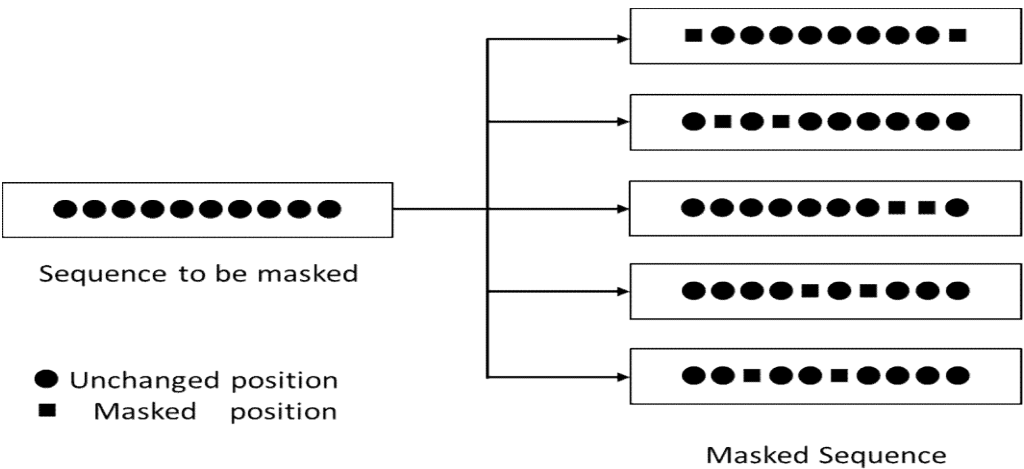 Sequence to be masked
Unchanged position
Masked position
Masked Sequence